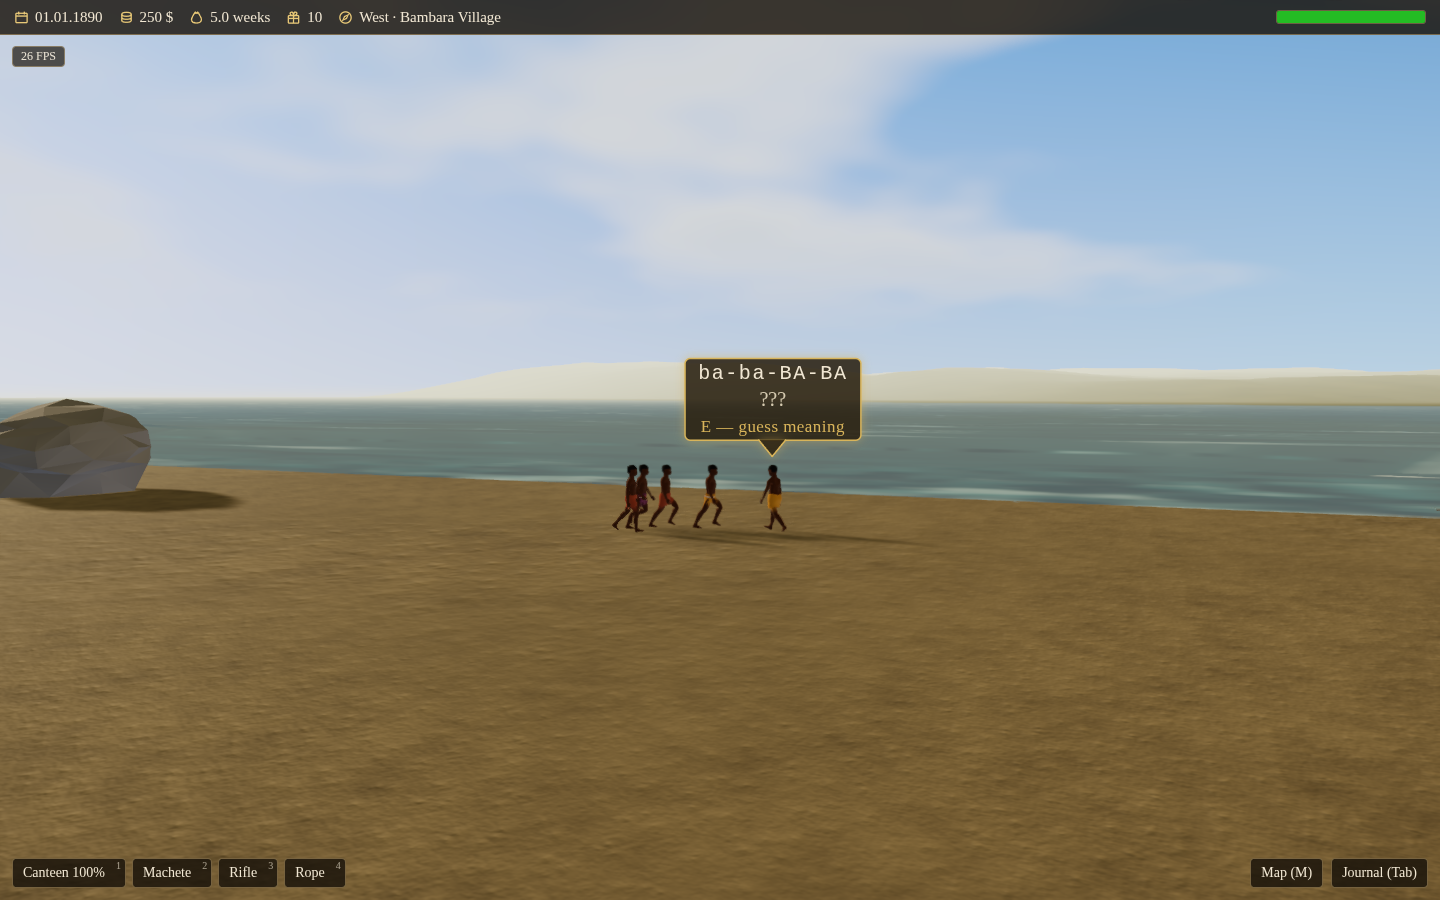 01.01.1890 250 $ 5.0 weeks 10 West · Bambara Village
26 FPS
ba-ba-BA-BA
???
E — guess meaning
Canteen 100% 1 Machete 2 Rifle 3 Rope 4 Map (M) Journal (Tab)